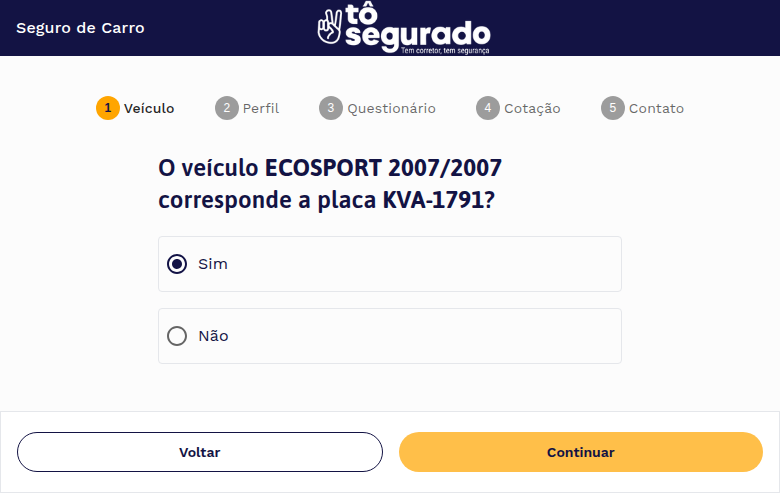 Seguro de Carro
tô
segurado
Tem corretor, tem segurança
1 Veículo
2 Perfil
3 Questionário
4 Cotação
5 Contato
O veículo ECOSPORT 2007/2007
corresponde a placa KVA-1791?
Sim
Não
Voltar
Continuar